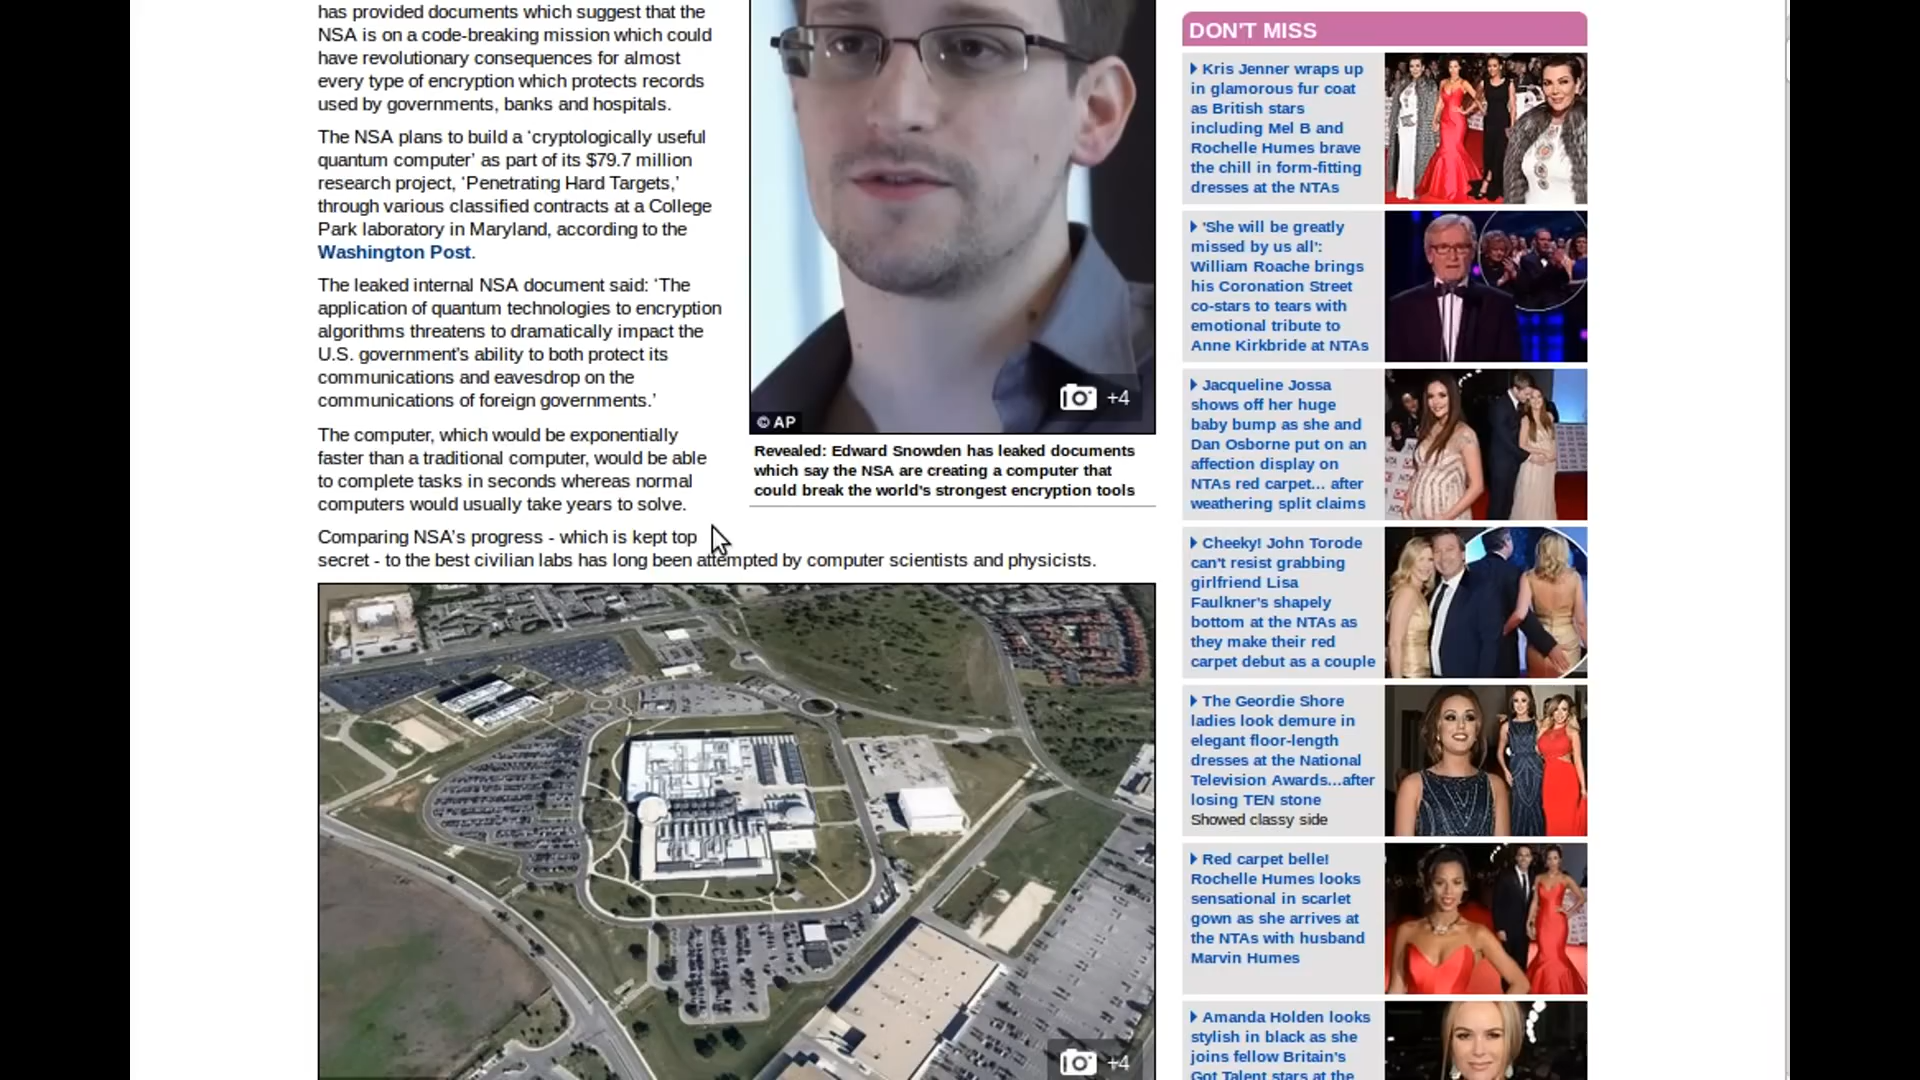 has provided documents which suggest that the
NSA is on a code-breaking mission which could
have revolutionary consequences for almost
every type of encryption which protects records
used by governments, banks and hospitals.
The NSA plans to build a ‘cryptologically useful
quantum computer’ as part of its $79.7 million
research project, ‘Penetrating Hard Targets,’
through various classified contracts at a College
Park laboratory in Maryland, according to the
Washington Post.
The leaked internal NSA document said: ‘The
application of quantum technologies to encryption
algorithms threatens to dramatically impact the
U.S. government's ability to both protect its
communications and eavesdrop on the
communications of foreign governments.’
The computer, which would be exponentially
faster than a traditional computer, would be able
to complete tasks in seconds whereas normal
computers would usually take years to solve.
© AP
+4
Revealed: Edward Snowden has leaked documents
which say the NSA are creating a computer that
could break the world's strongest encryption tools
Comparing NSA's progress - which is kept top
secret - to the best civilian labs has long been attempted by computer scientists and physicists.
+4
DON'T MISS
Kris Jenner wraps up
in glamorous fur coat
as British stars
including Mel B and
Rochelle Humes brave
the chill in form-fitting
dresses at the NTAs
'She will be greatly
missed by us all':
William Roache brings
his Coronation Street
co-stars to tears with
emotional tribute to
Anne Kirkbride at NTAs
Jacqueline Jossa
shows off her huge
baby bump as she and
Dan Osborne put on an
affection display on
NTAs red carpet... after
weathering split claims
Cheeky! John Torode
can't resist grabbing
girlfriend Lisa
Faulkner's shapely
bottom at the NTAs as
they make their red
carpet debut as a couple
The Geordie Shore
ladies look demure in
elegant floor-length
dresses at the National
Television Awards...after
losing TEN stone
Showed classy side
Red carpet belle!
Rochelle Humes looks
sensational in scarlet
gown as she arrives at
the NTAs with husband
Marvin Humes
Amanda Holden looks
stylish in black as she
joins fellow Britain's
Got Talent stars at the